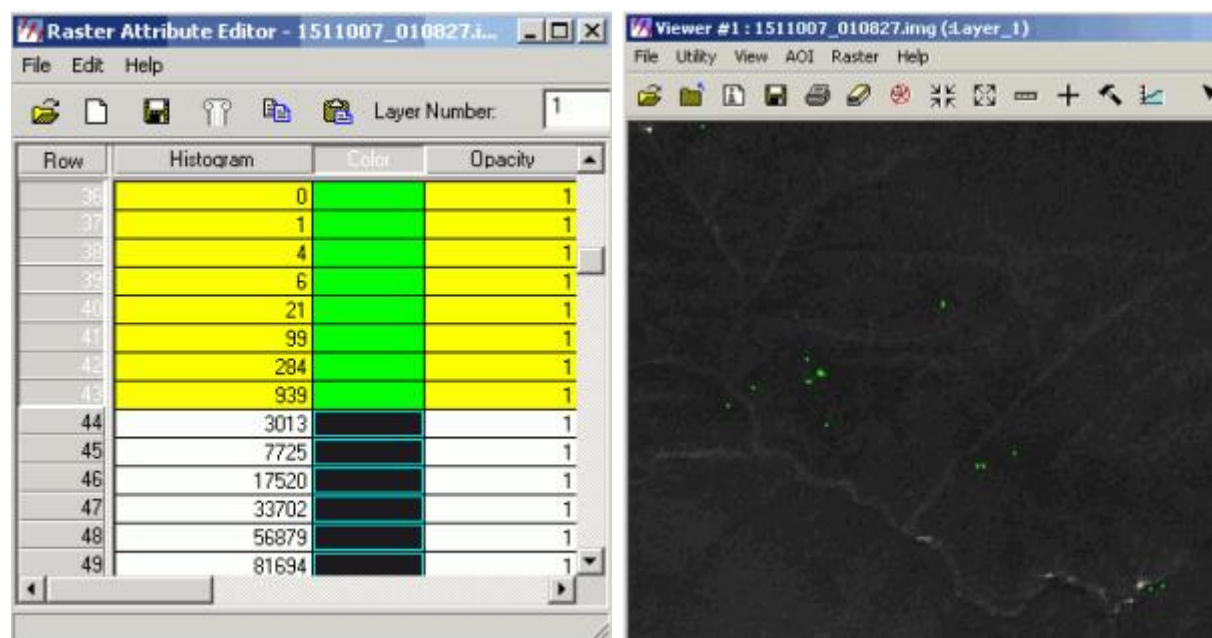 Raster Attribute Editor - 1511007_010827.i...
File Edit Help
Layer Number: 1
Row Histogram Color Opacity
36 0 1
37 1 1
38 4 1
39 6 1
40 21 1
41 99 1
42 284 1
43 939 1
44 3013 1
45 7725 1
46 17520 1
47 33702 1
48 56879 1
49 81694 1
Viewer #1 : 1511007_010827.img (:Layer_1)
File Utility View AOI Raster Help